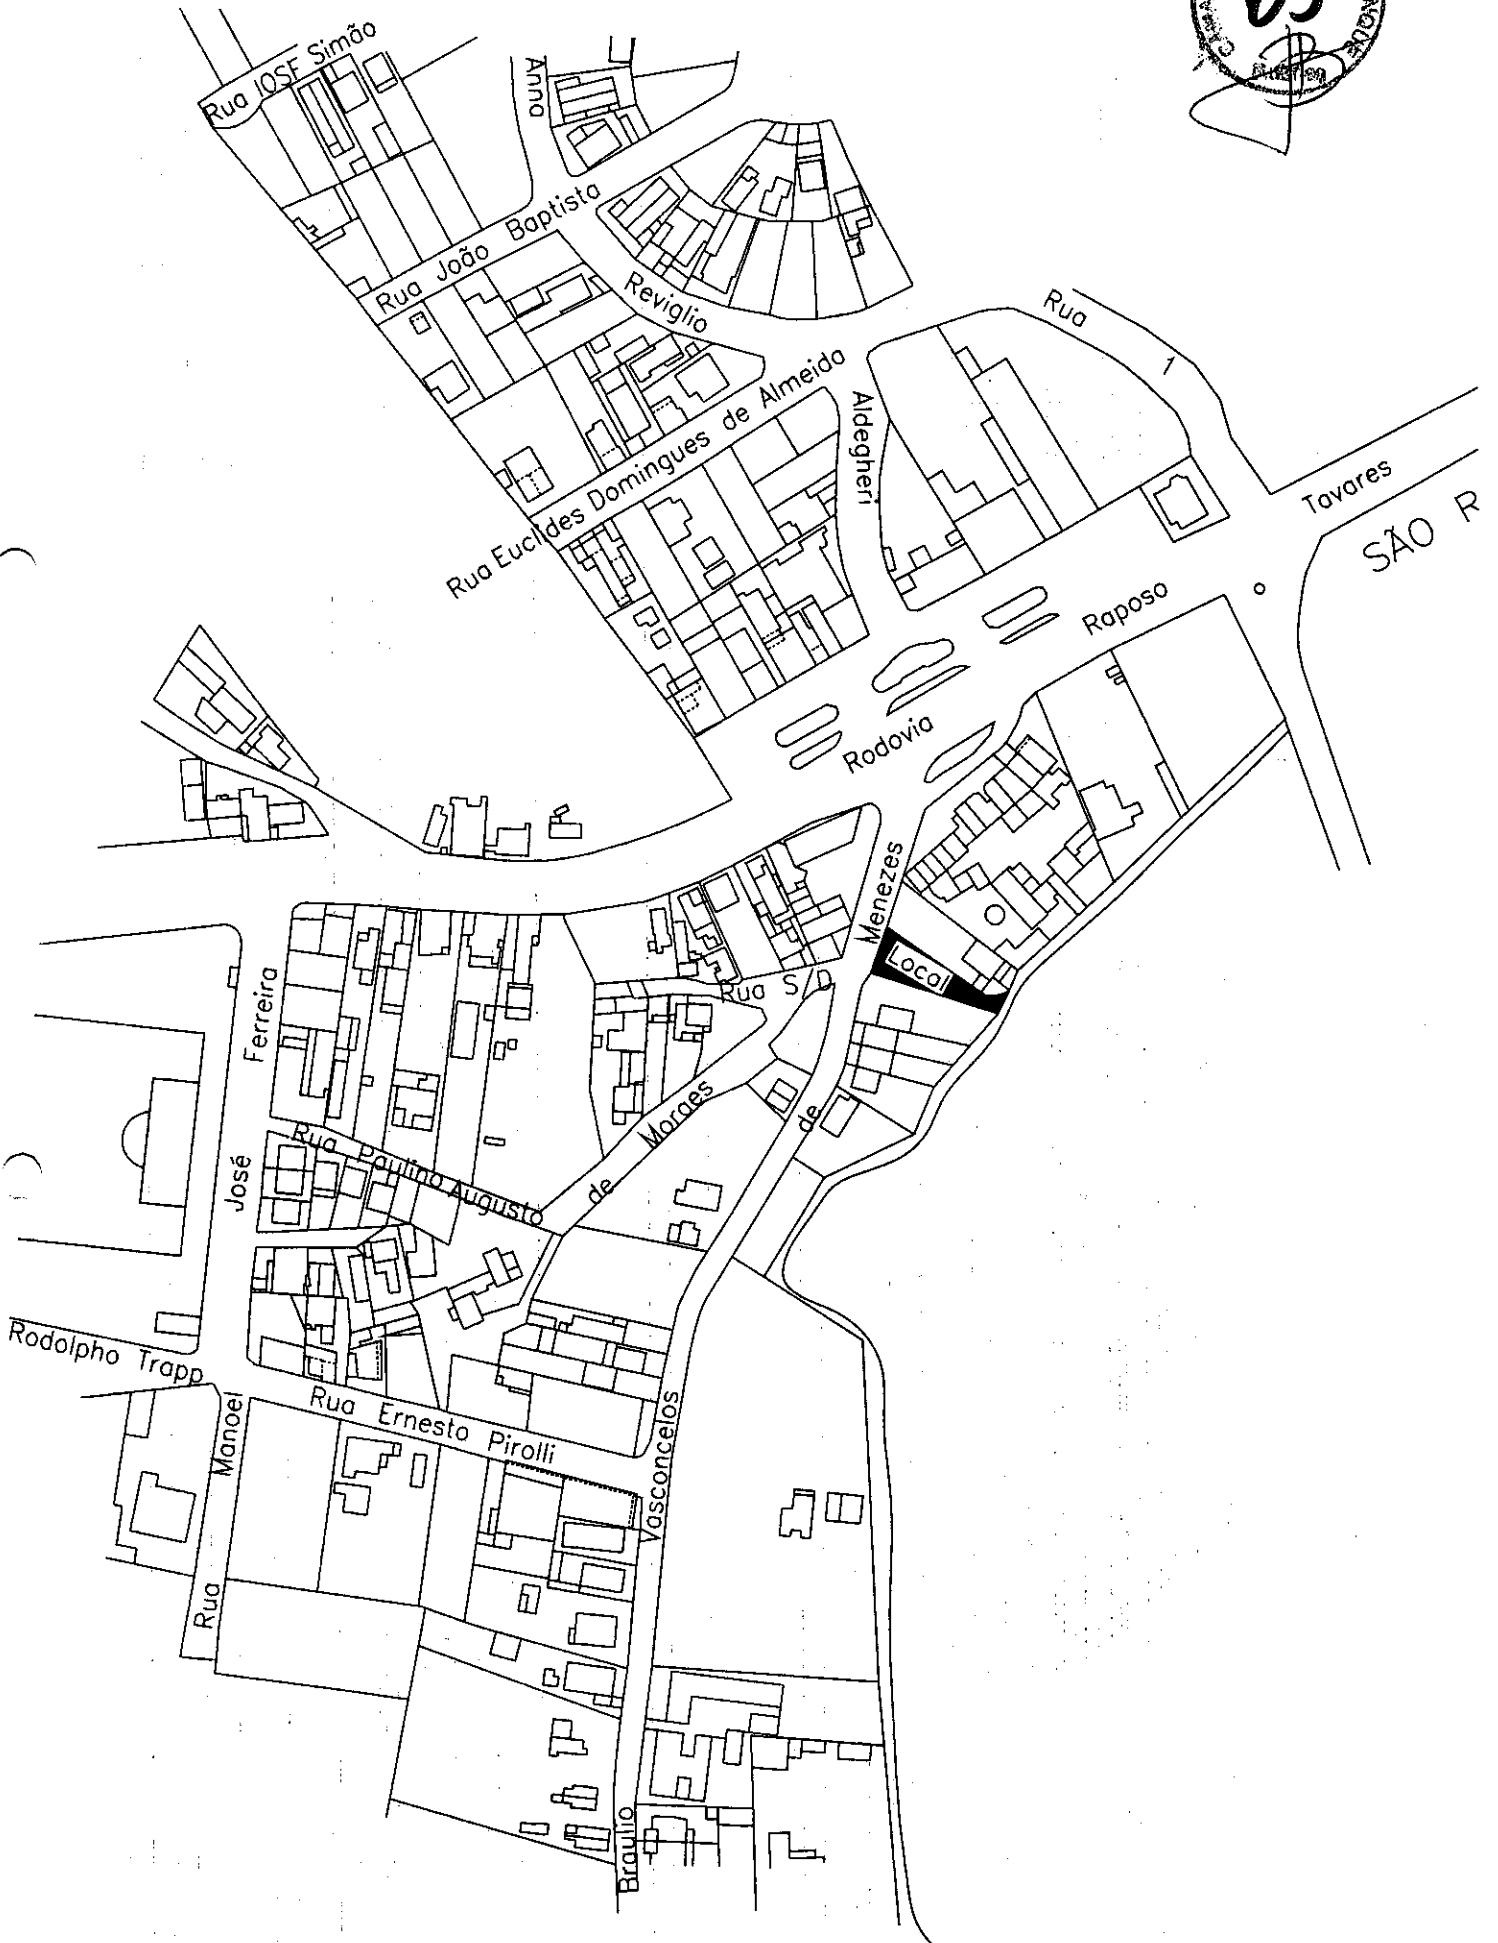 03
Rua JOSE Simão
Anna
Rua João Baptista
Reviglio
Rua 1
Rua Euclides Domingues de Almeida
Aldegheri
Tavares
SÃO R
Raposo
Rodovia
Menezes
Local
Rua S/D
Ferreira
Moraes
de
Rua Paulino Augusto
de
José
Rodolpho Trapp
Rua Ernesto Pirolli
Manoel
Vasconcelos
Rua
Braulio